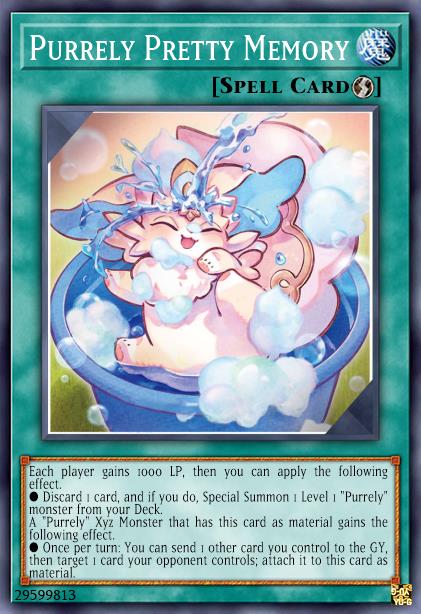 Purrely Pretty Memory
魔
[Spell Card]
Each player gains 1000 LP, then you can apply the following
effect.
● Discard 1 card, and if you do, Special Summon 1 Level 1 "Purrely"
monster from your Deck.
A "Purrely" Xyz Monster that has this card as material gains the
following effect.
● Once per turn: You can send 1 other card you control to the GY,
then target 1 card your opponent controls; attach it to this card as
material.
29599813